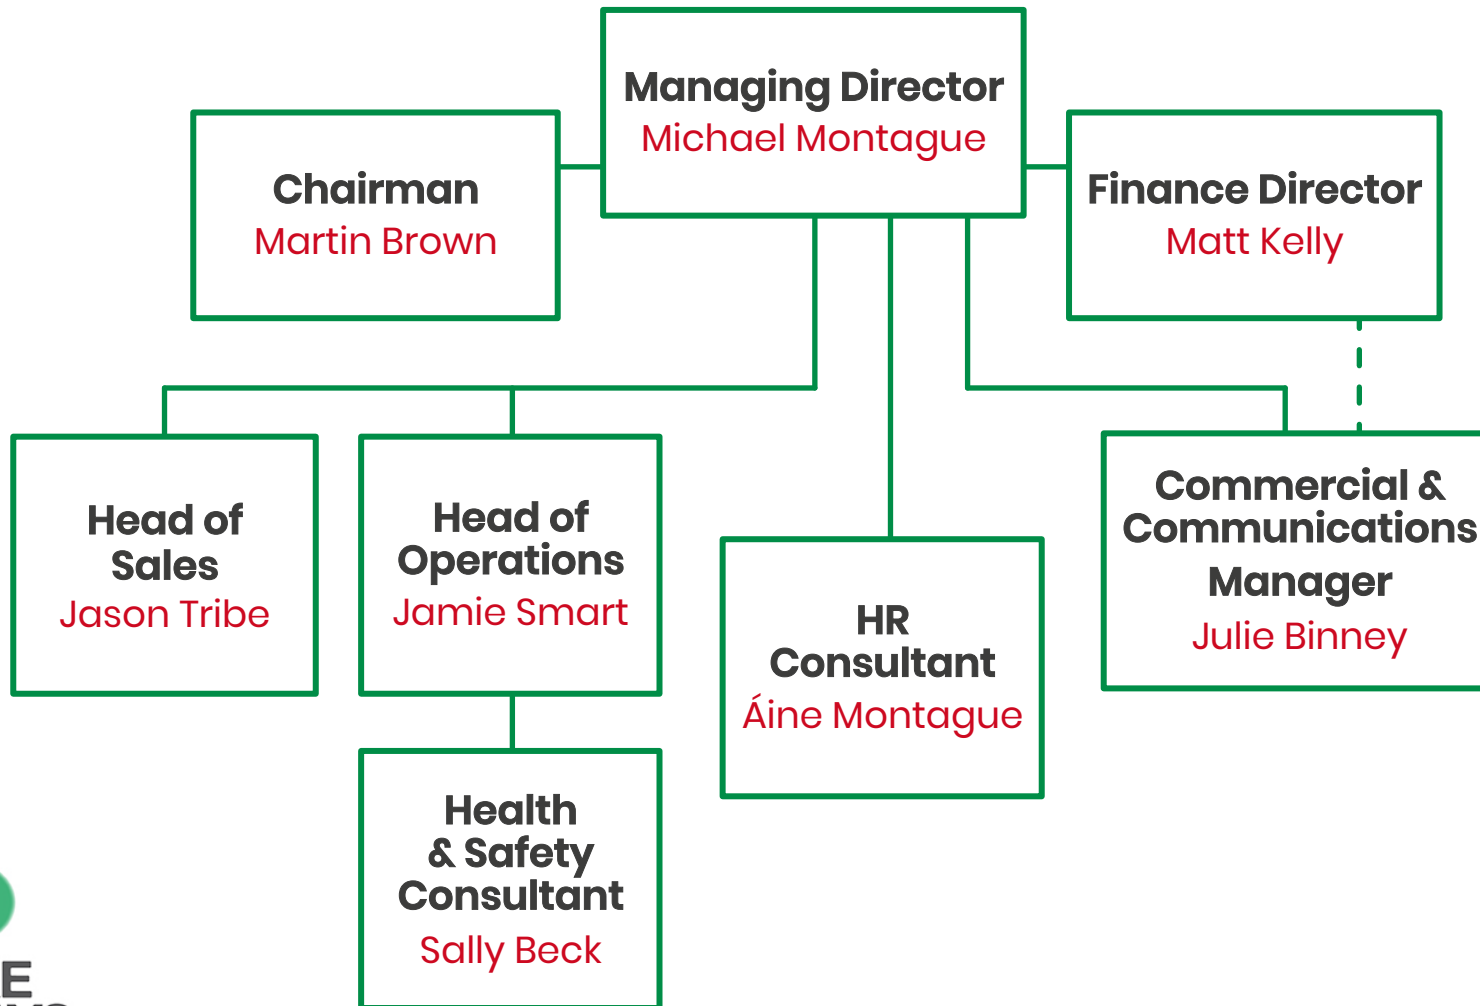 Managing Director
Michael Montague
Chairman
Martin Brown
Finance Director
Matt Kelly
Head of
Sales
Jason Tribe
Head of
Operations
Jamie Smart
HR
Consultant
Áine Montague
Commercial &
Communications
Manager
Julie Binney
Health
& Safety
Consultant
Sally Beck